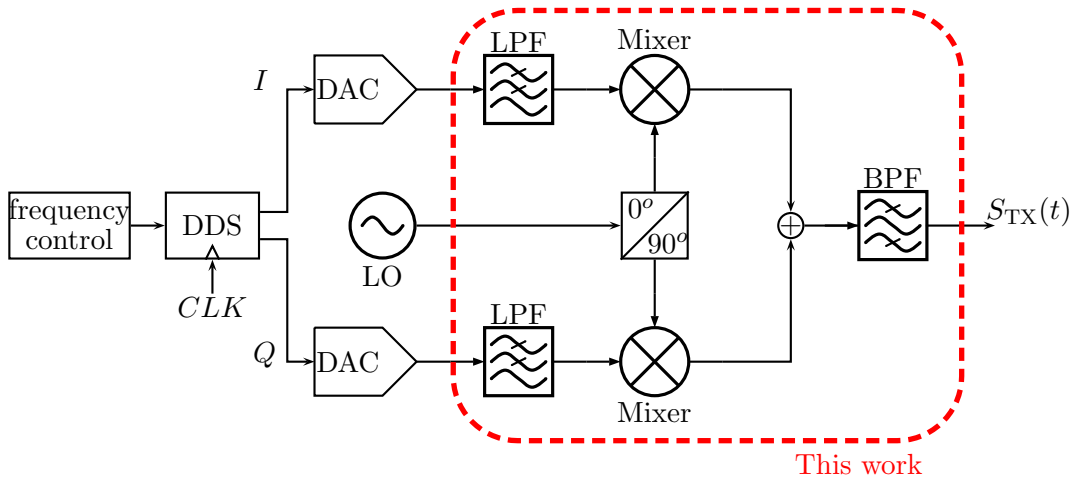 LPF
Mixer
I
DAC
frequency
control
DDS
CLK
LO
0°
90°
+
BPF
S_TX(t)
LPF
Q
DAC
Mixer
This work